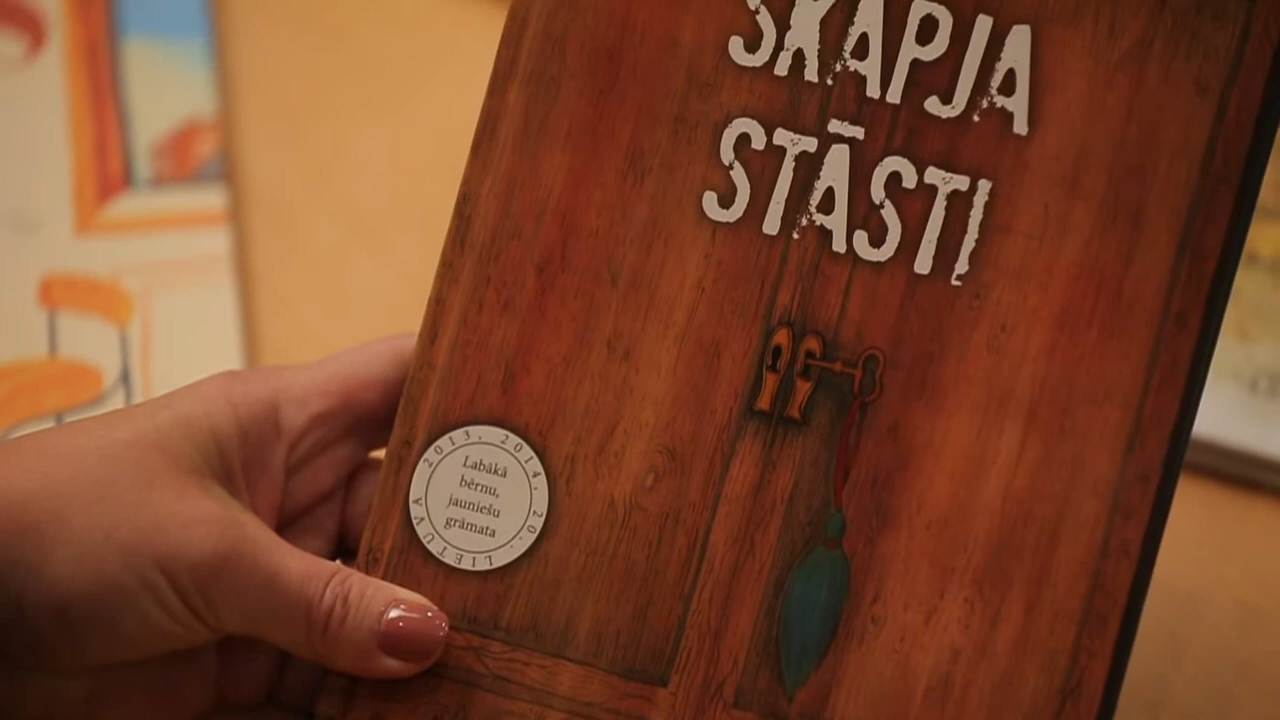 SKAPJA
STĀSTI
2013, 2014, 20..
LIETUVA
Labākā
bērnu,
jauniešu
grāmata